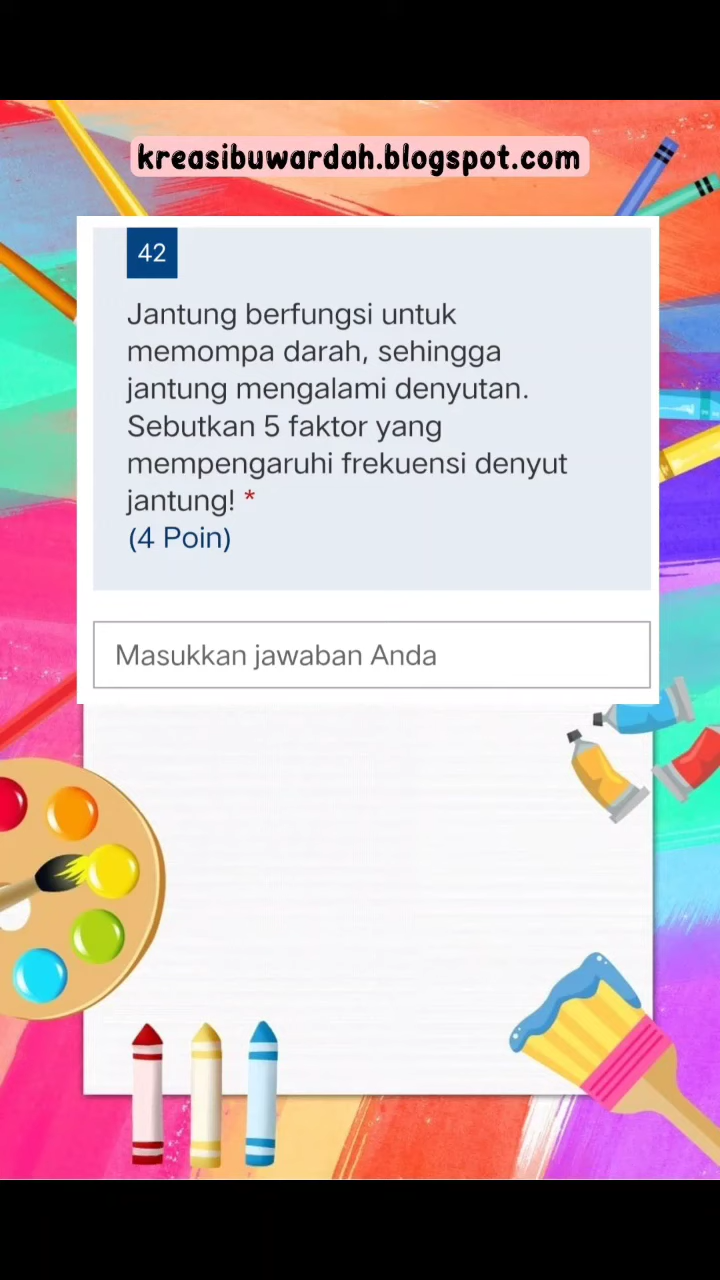 kreasibuwardah.blogspot.com
42
Jantung berfungsi untuk
memompa darah, sehingga
jantung mengalami denyutan.
Sebutkan 5 faktor yang
mempengaruhi frekuensi denyut
jantung! *
(4 Poin)
Masukkan jawaban Anda